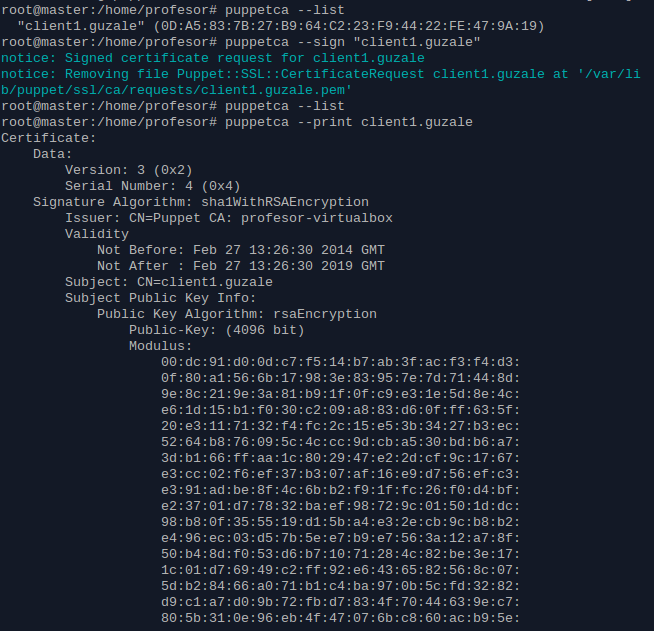 root@master:/home/profesor# puppetca --list
  "client1.guzale" (0D:A5:83:7B:27:B9:64:C2:23:F9:44:22:FE:47:9A:19)
root@master:/home/profesor# puppetca --sign "client1.guzale"
notice: Signed certificate request for client1.guzale
notice: Removing file Puppet::SSL::CertificateRequest client1.guzale at '/var/li
b/puppet/ssl/ca/requests/client1.guzale.pem'
root@master:/home/profesor# puppetca --list
root@master:/home/profesor# puppetca --print client1.guzale
Certificate:
    Data:
        Version: 3 (0x2)
        Serial Number: 4 (0x4)
    Signature Algorithm: sha1WithRSAEncryption
        Issuer: CN=Puppet CA: profesor-virtualbox
        Validity
            Not Before: Feb 27 13:26:30 2014 GMT
            Not After : Feb 27 13:26:30 2019 GMT
        Subject: CN=client1.guzale
        Subject Public Key Info:
            Public Key Algorithm: rsaEncryption
                Public-Key: (4096 bit)
                Modulus:
                    00:dc:91:d0:0d:c7:f5:14:b7:ab:3f:ac:f3:f4:d3:
                    0f:80:a1:56:6b:17:98:3e:83:95:7e:7d:71:44:8d:
                    9e:8c:21:9e:3a:81:b9:1f:0f:c9:e3:1e:5d:8e:4c:
                    e6:1d:15:b1:f0:30:c2:09:a8:83:d6:0f:ff:63:5f:
                    20:e3:11:71:32:f4:fc:2c:15:e5:3b:34:27:b3:ec:
                    52:64:b8:76:09:5c:4c:cc:9d:cb:a5:30:bd:b6:a7:
                    3d:b1:66:ff:aa:1c:80:29:47:e2:2d:cf:9c:17:67:
                    e3:cc:02:f6:ef:37:b3:07:af:16:e9:d7:56:ef:c3:
                    e3:91:ad:be:8f:4c:6b:b2:f9:1f:fc:26:f0:d4:bf:
                    e2:37:01:d7:78:32:ba:ef:98:72:9c:01:50:1d:dc:
                    98:b8:0f:35:55:19:d1:5b:a4:e3:2e:cb:9c:b8:b2:
                    e4:96:ec:03:d5:7b:5e:e7:b9:e7:56:3a:12:a7:8f:
                    50:b4:8d:f0:53:d6:b7:10:71:28:4c:82:be:3e:17:
                    1c:01:d7:69:49:c2:ff:92:e6:43:65:82:56:8c:07:
                    5d:b2:84:66:a0:71:b1:c4:ba:97:0b:5c:fd:32:82:
                    d9:c1:a7:d0:9b:72:fb:d7:83:4f:70:44:63:9e:c7:
                    80:5b:31:0e:96:eb:4f:47:07:6b:c8:60:ac:b9:5e: